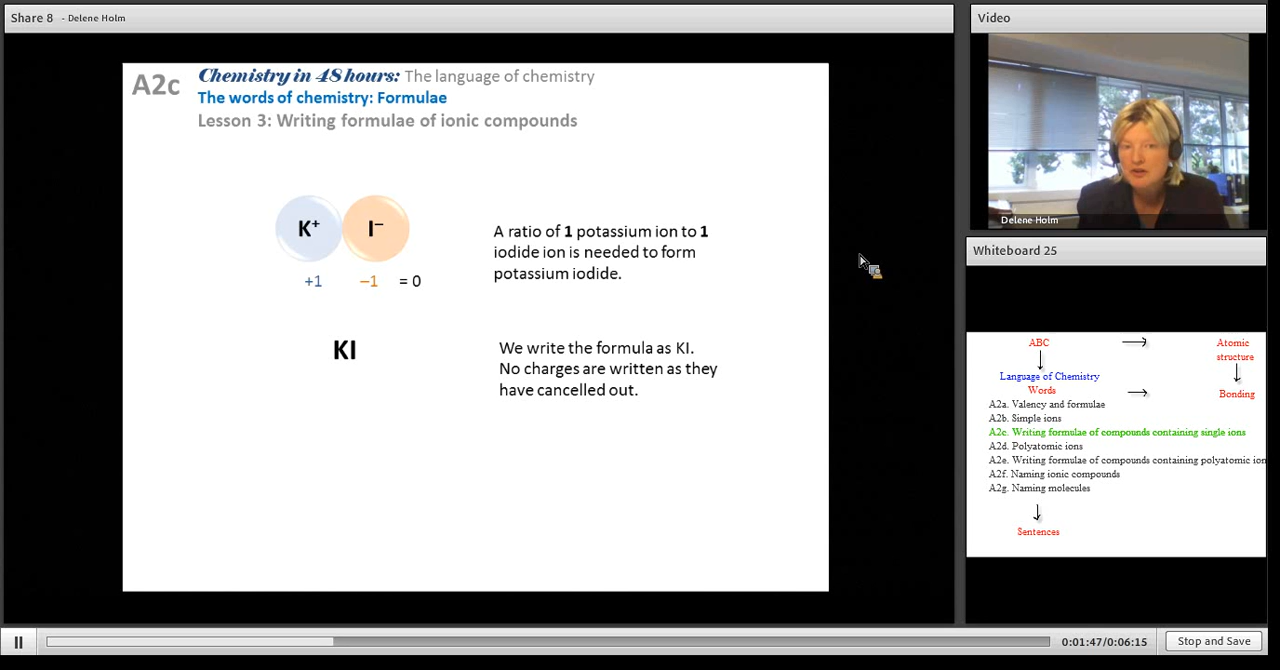 Share 8 - Delene Holm
A2c
Chemistry in 48 hours: The language of chemistry
The words of chemistry: Formulae
Lesson 3: Writing formulae of ionic compounds
K⁺ I⁻
+1 −1 = 0
A ratio of 1 potassium ion to 1
iodide ion is needed to form
potassium iodide.
KI
We write the formula as KI.
No charges are written as they
have cancelled out.
Video
Delene Holm
Whiteboard 25
ABC → Atomic
structure
↓ ↓
Language of Chemistry
Words → Bonding
A2a. Valency and formulae
A2b. Simple ions
A2c. Writing formulae of compounds containing single ions
A2d. Polyatomic ions
A2e. Writing formulae of compounds containing polyatomic ion
A2f. Naming ionic compounds
A2g. Naming molecules
↓
Sentences
0:01:47/0:06:15
Stop and Save